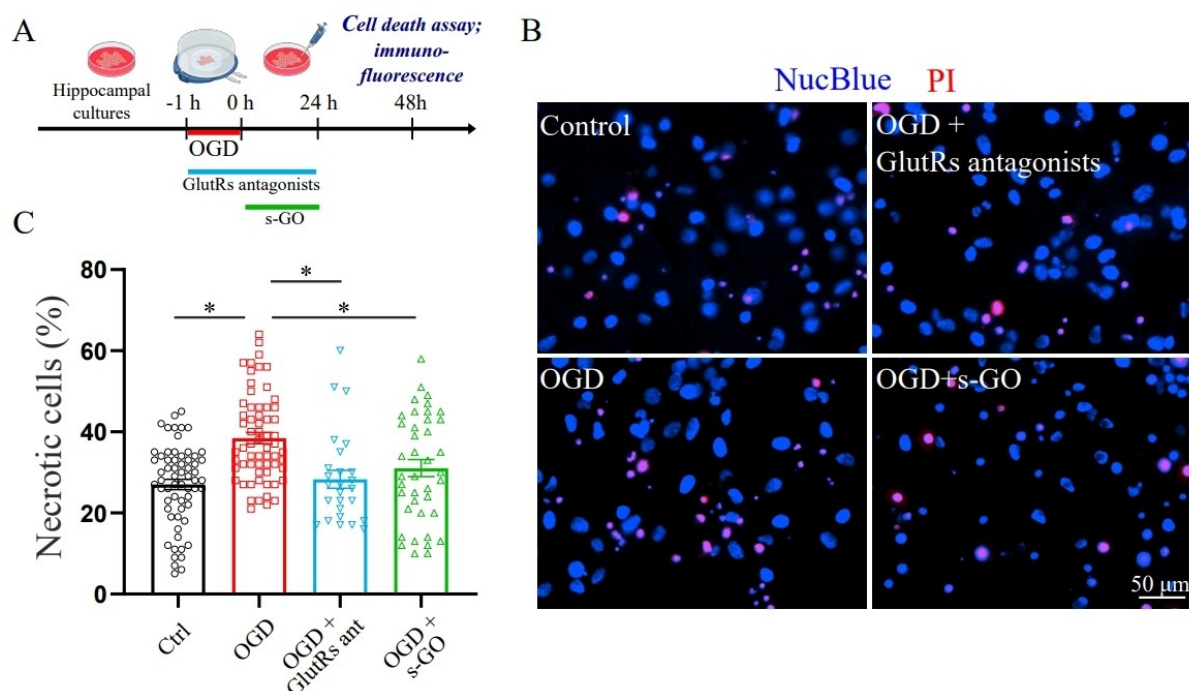 A
Cell death assay;
immuno-
fluorescence
Hippocampal
cultures
-1 h
0 h
24 h
48h
OGD
GlutRs antagonists
s-GO
B
NucBlue PI
Control
OGD +
GlutRs antagonists
OGD
OGD+s-GO
50 µm
C
Necrotic cells (%)
80
60
40
20
0
*
*
*
Ctrl
OGD
OGD +
GlutRs ant
OGD +
s-GO